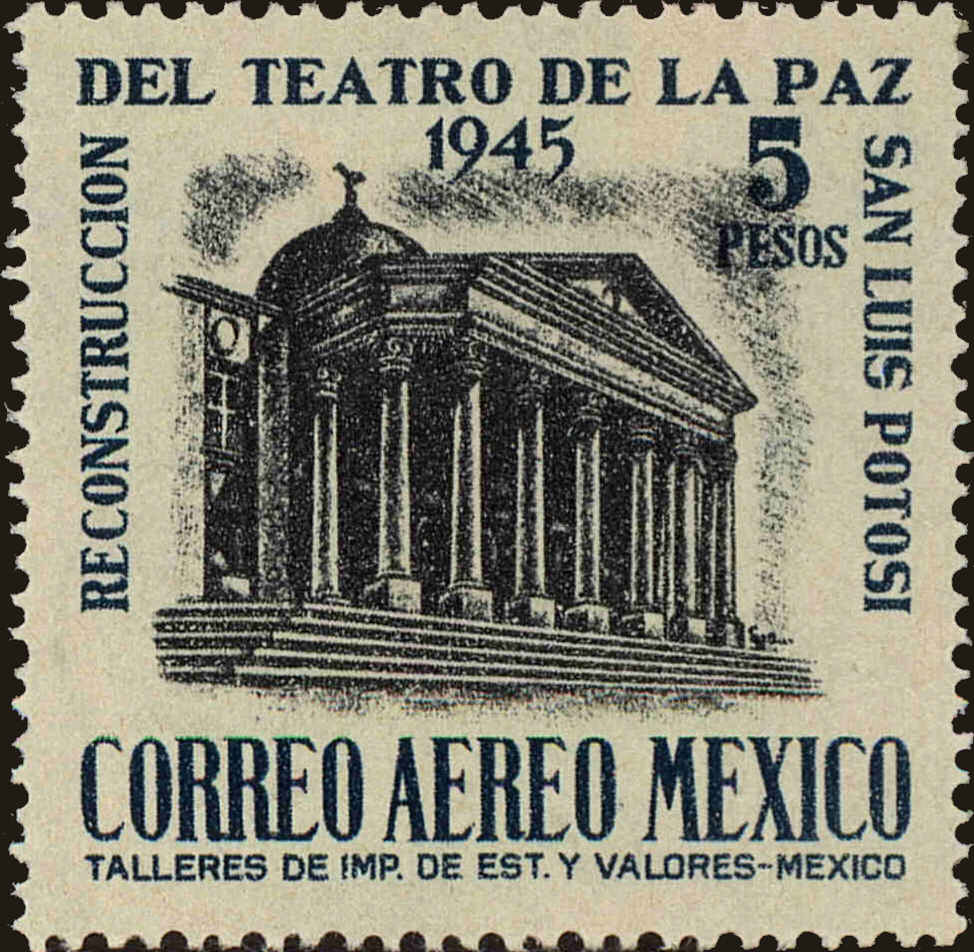 RECONSTRUCCION
DEL TEATRO DE LA PAZ
SAN LUIS POTOSI
1945
5
PESOS
CORREO AEREO MEXICO
TALLERES DE IMP. DE EST. Y VALORES-MEXICO